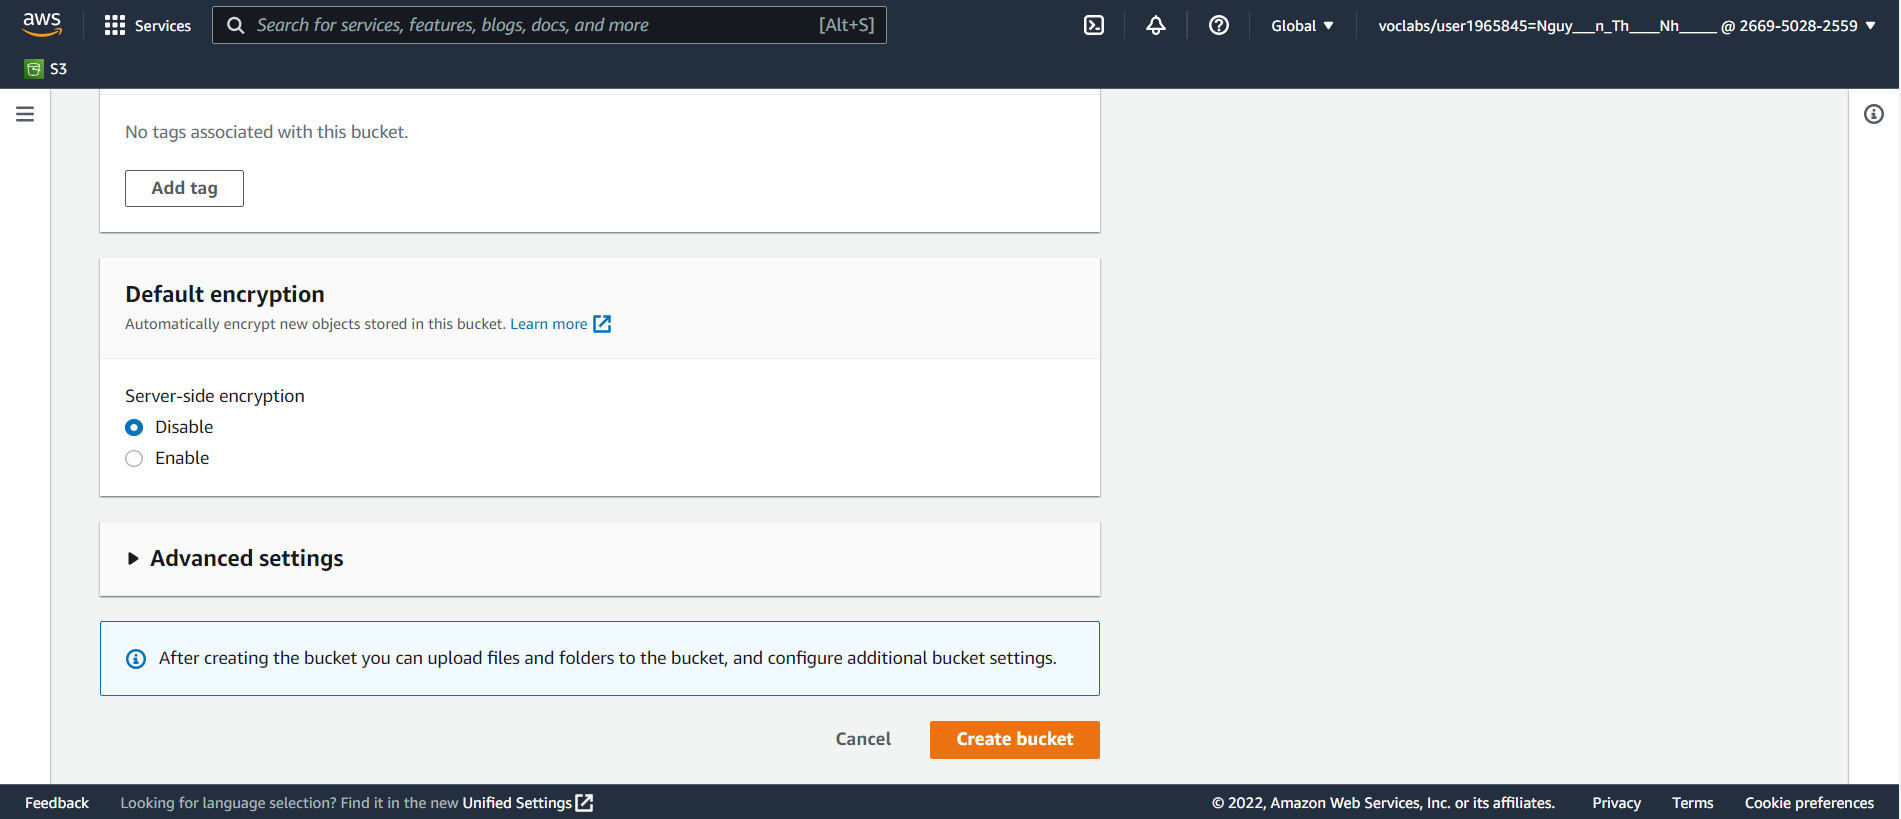 aws
Services
Search for services, features, blogs, docs, and more
[Alt+S]
Global
voclabs/user1965845=Nguy___n_Th____Nh_____ @ 2669-5028-2559
S3
No tags associated with this bucket.
Add tag
Default encryption
Automatically encrypt new objects stored in this bucket. Learn more
Server-side encryption
Disable
Enable
Advanced settings
After creating the bucket you can upload files and folders to the bucket, and configure additional bucket settings.
Cancel
Create bucket
Feedback
Looking for language selection? Find it in the new Unified Settings
© 2022, Amazon Web Services, Inc. or its affiliates.
Privacy
Terms
Cookie preferences